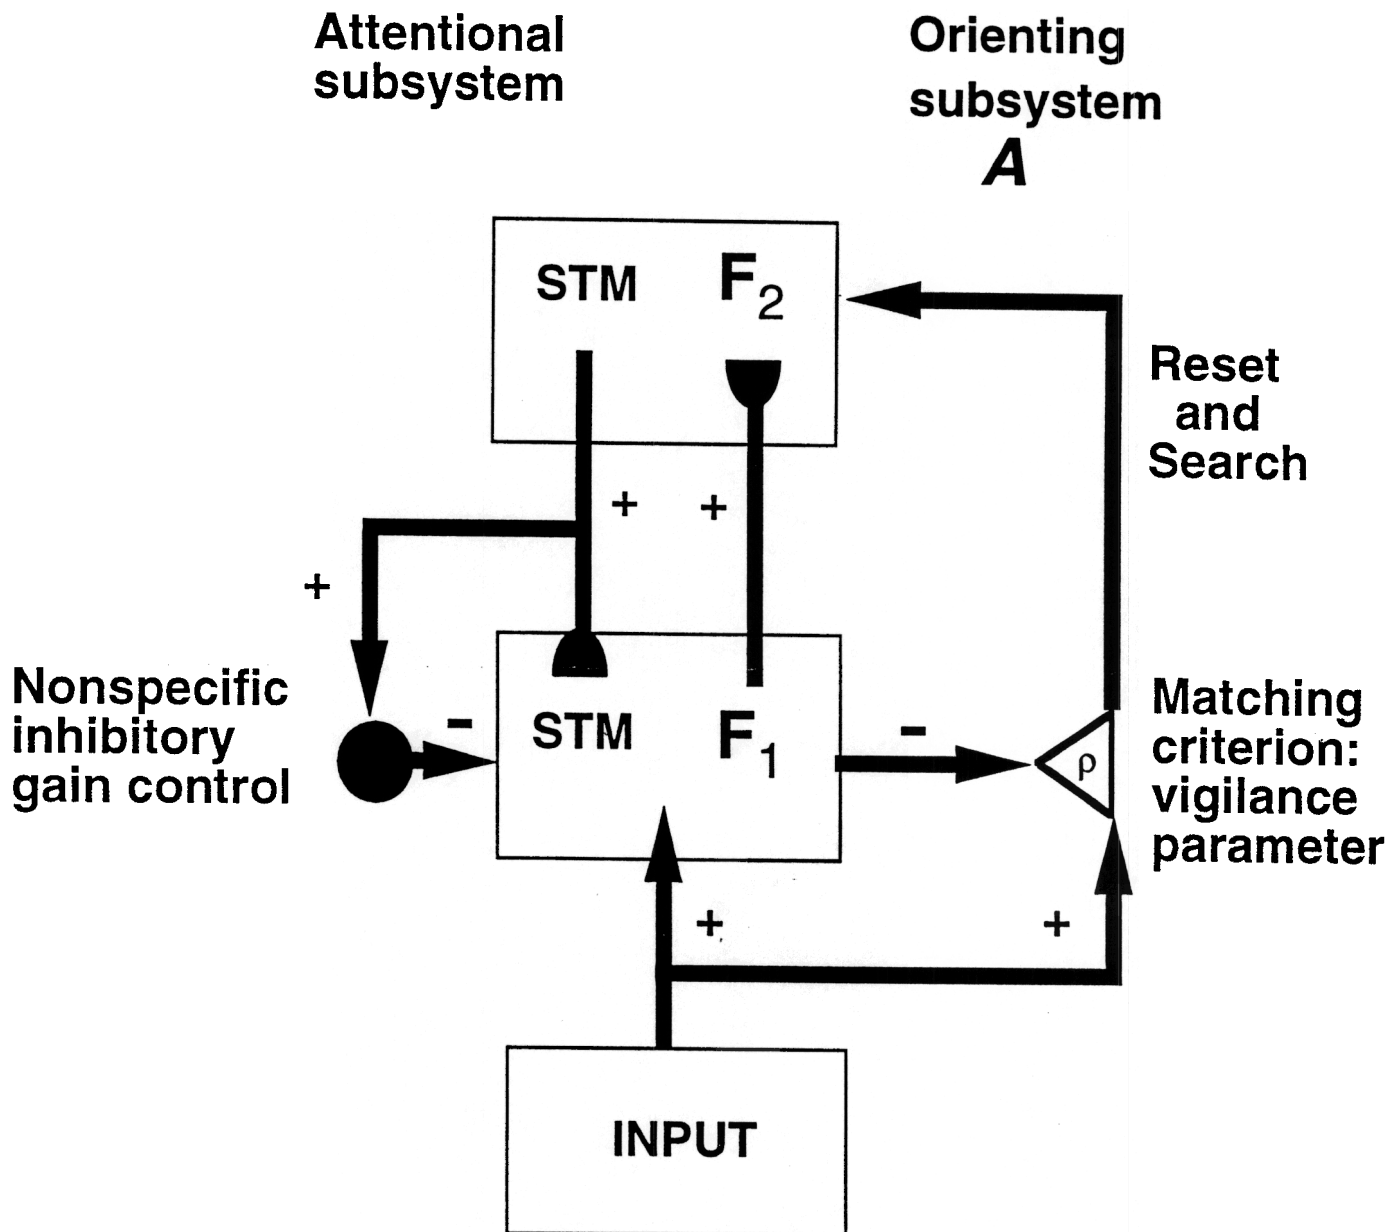 Attentional
subsystem
Orienting
subsystem
A
STM F2
Reset
and
Search
+ +
+
Nonspecific
inhibitory
gain control
-
STM F1
-
ρ
Matching
criterion:
vigilance
parameter
+ +
INPUT